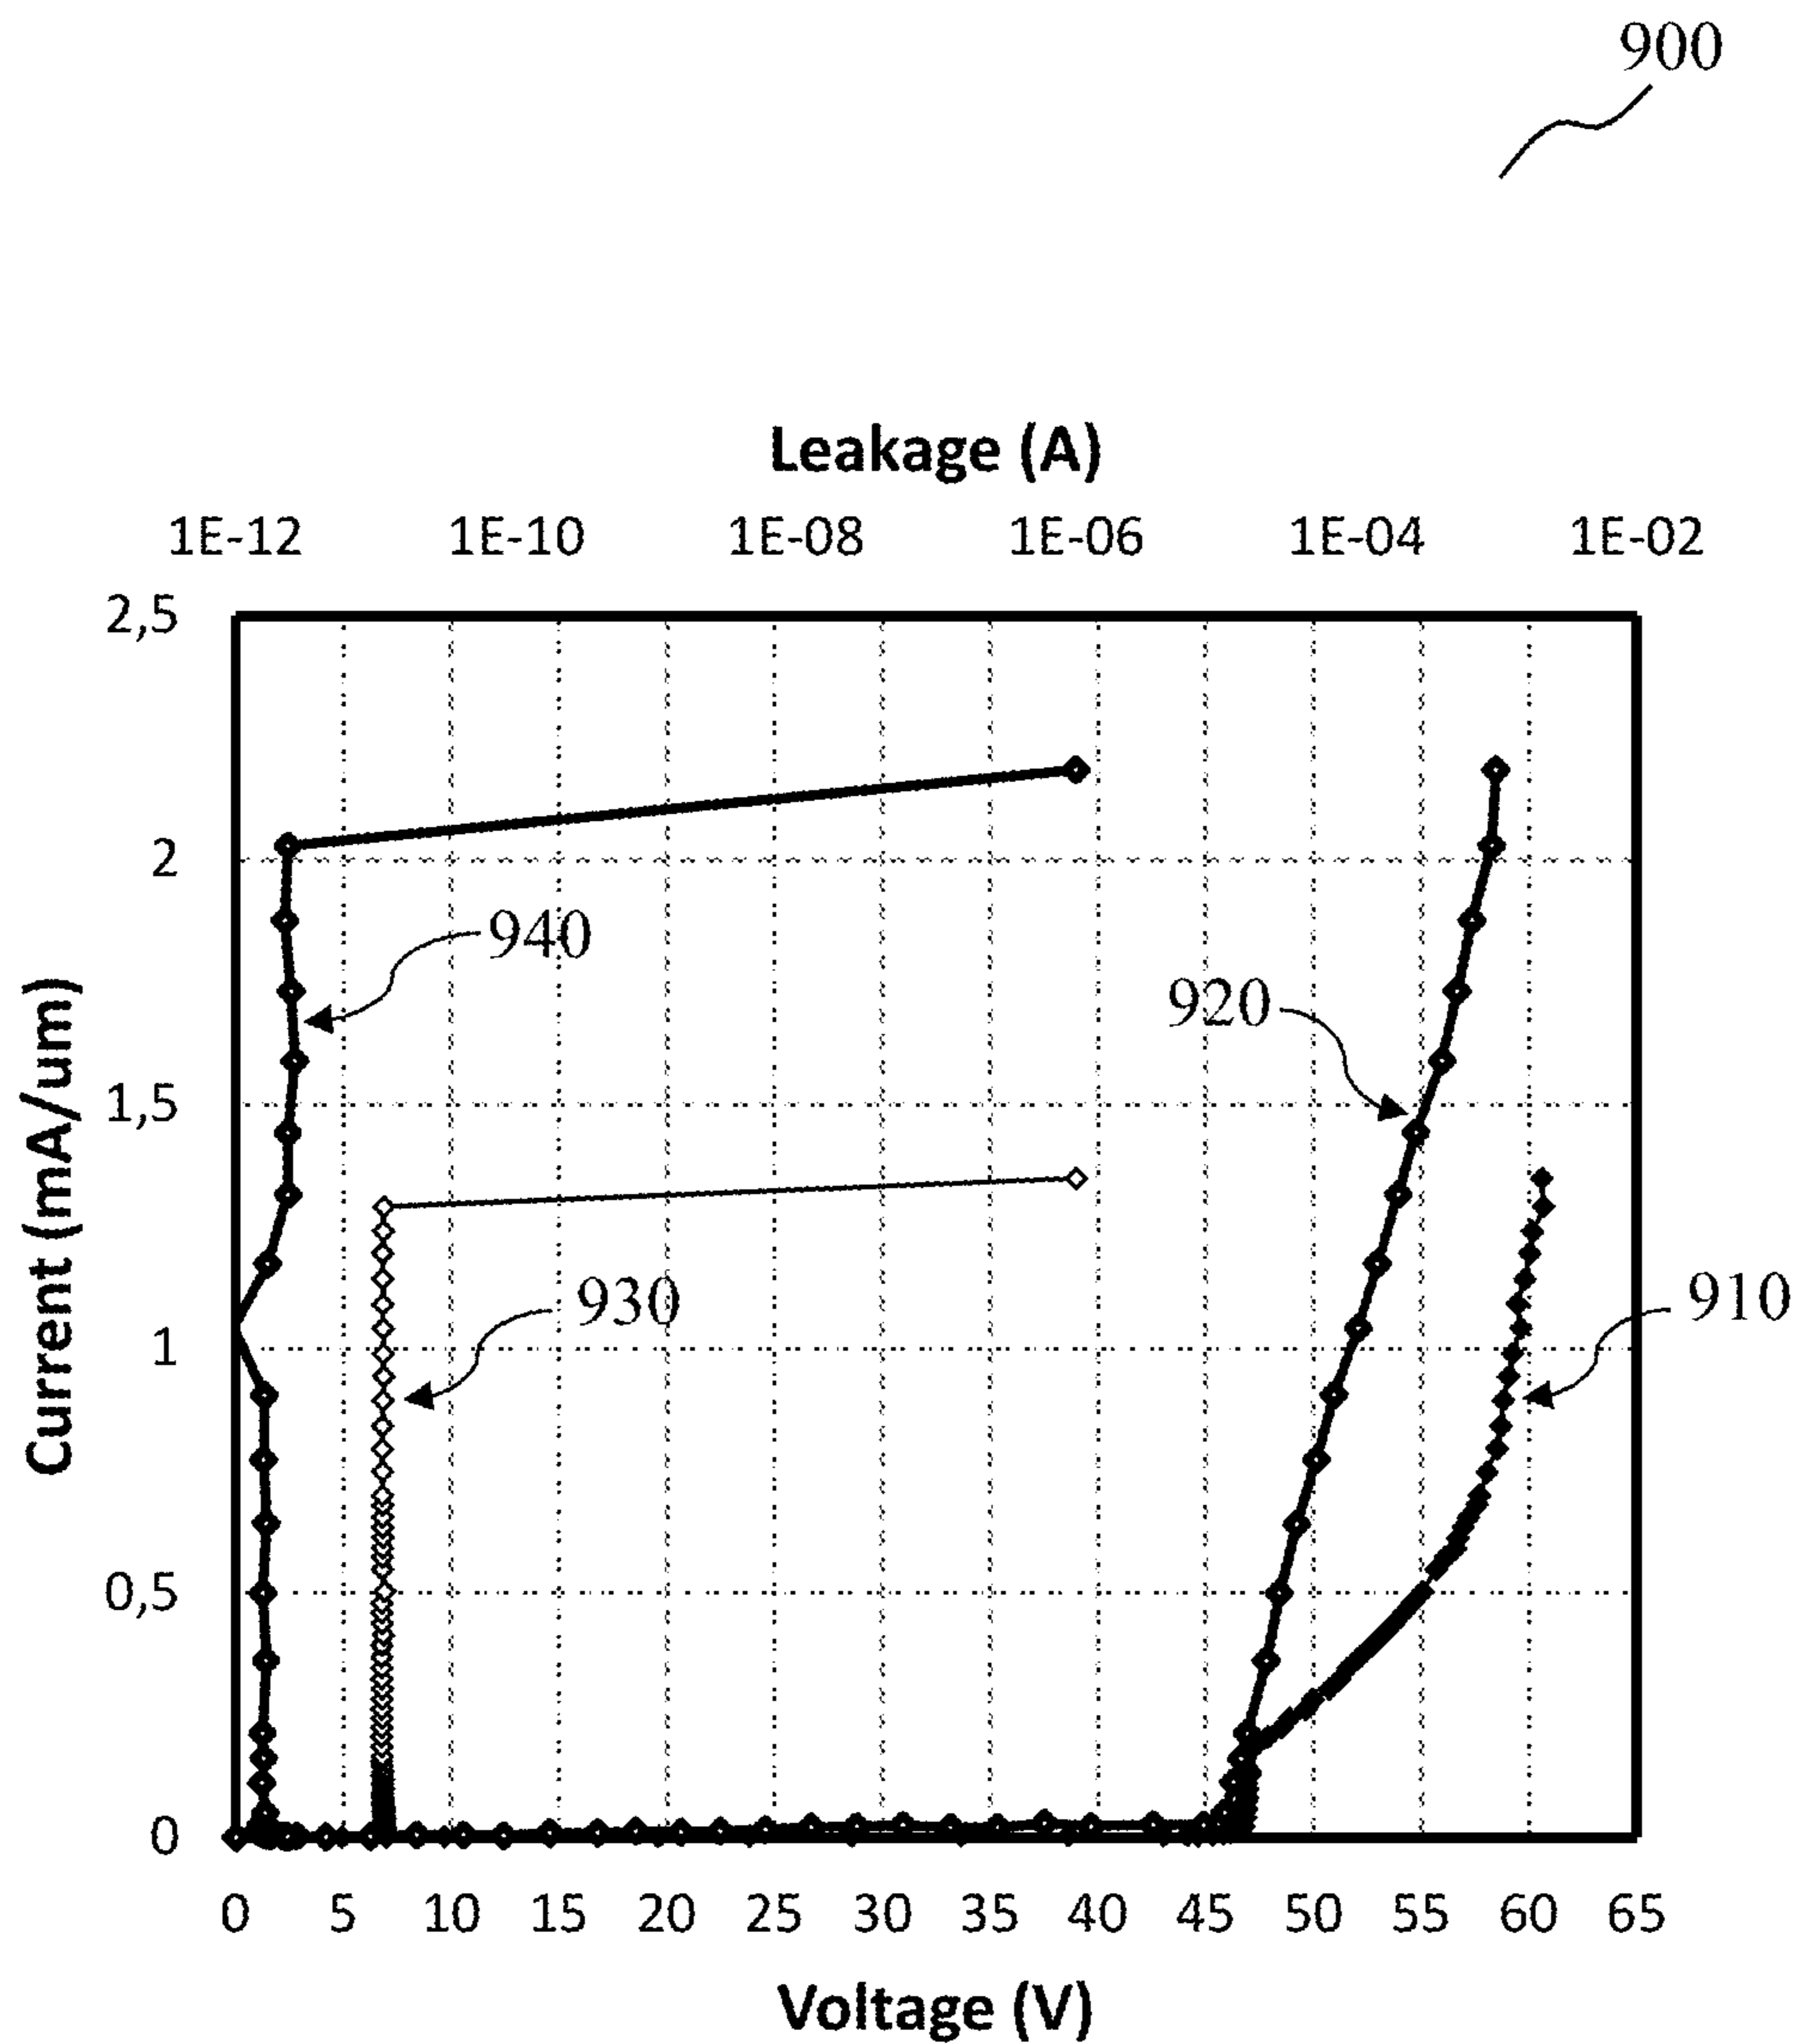 900
Leakage (A)
1E-12 1E-10 1E-08 1E-06 1E-04 1E-02
2,5
2
1,5
1
0,5
0
940
920
930
910
Current (mA/um)
0 5 10 15 20 25 30 35 40 45 50 55 60 65
Voltage (V)